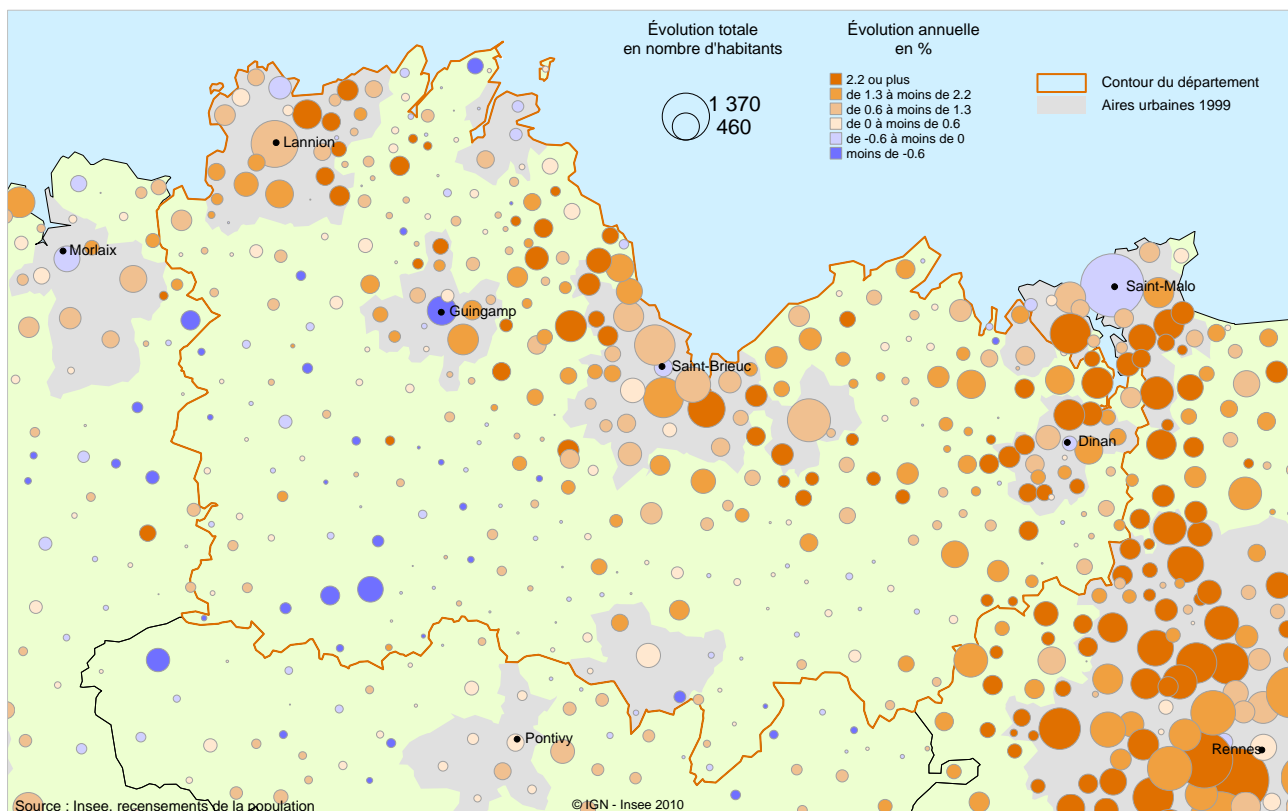 Évolution totale
en nombre d'habitants
1 370
460
Évolution annuelle
en %
2.2 ou plus
de 1.3 à moins de 2.2
de 0.6 à moins de 1.3
de 0 à moins de 0.6
de -0.6 à moins de 0
moins de -0.6
Contour du département
Aires urbaines 1999
Lannion
Morlaix
Guingamp
Saint-Malo
Saint-Brieuc
Dinan
Pontivy
Rennes
Source : Insee, recensements de la population
© IGN - Insee 2010